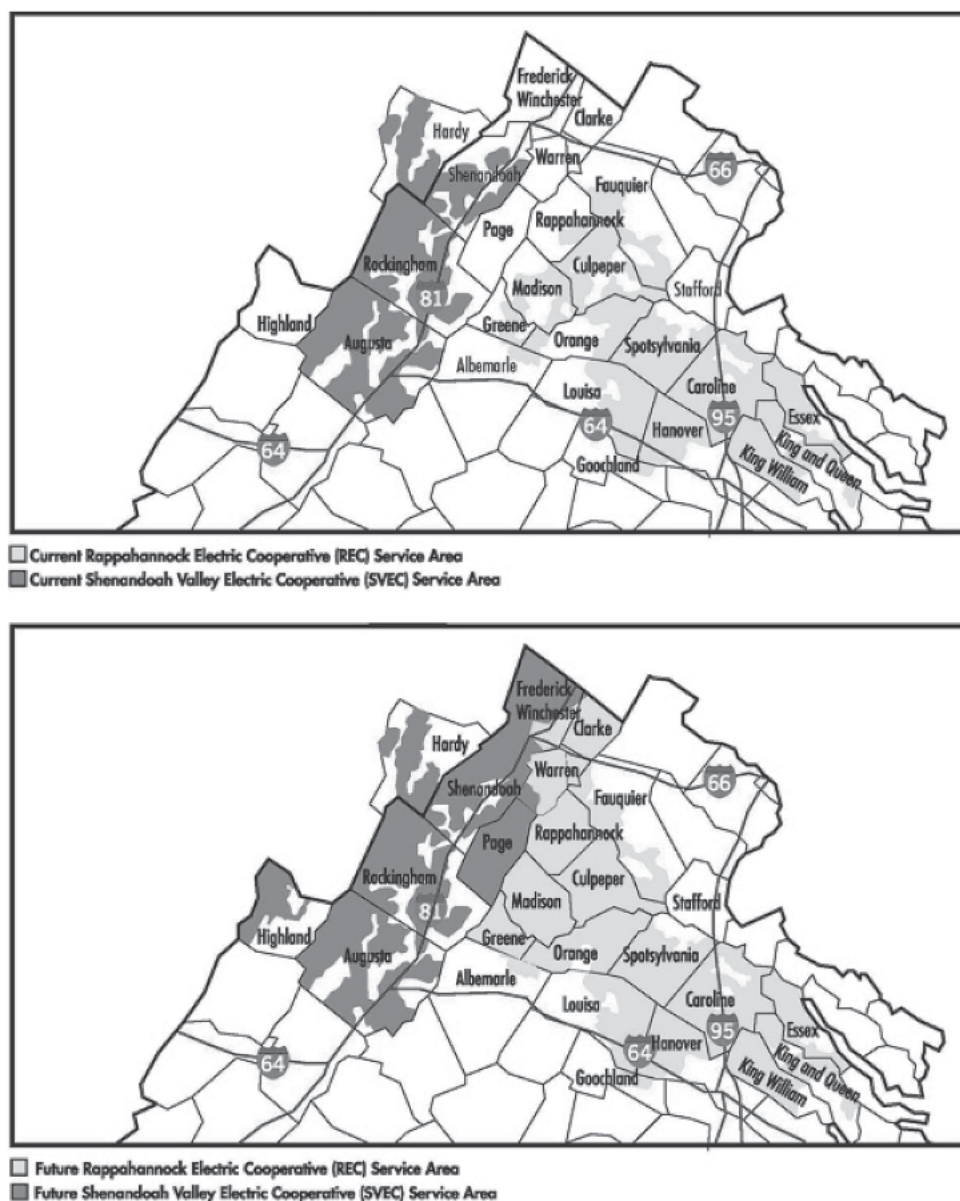 Frederick
Winchester
Clarke
Hardy
66
Warren
Shenandoah
Fauquier
Rappahannock
Page
Culpeper
Rockingham
Madison
Stafford
81
Highland
Greene
Orange
Augusta
Spotsylvania
Albemarle
Caroline
Louisa
Essex
95
64
Hanover
King and Queen
64
Goochland
King William
Current Rappahannock Electric Cooperative (REC) Service Area
Current Shenandoah Valley Electric Cooperative (SVEC) Service Area
Frederick
Winchester
Clarke
Hardy
Warren
66
Shenandoah
Fauquier
Rappahannock
Page
Rockingham
Culpeper
Madison
Stafford
81
Highland
Greene
Orange
Augusta
Spotsylvania
Albemarle
Caroline
Louisa
95
Essex
Hanover
64
64
King and Queen
King William
Goochland
Future Rappahannock Electric Cooperative (REC) Service Area
Future Shenandoah Valley Electric Cooperative (SVEC) Service Area